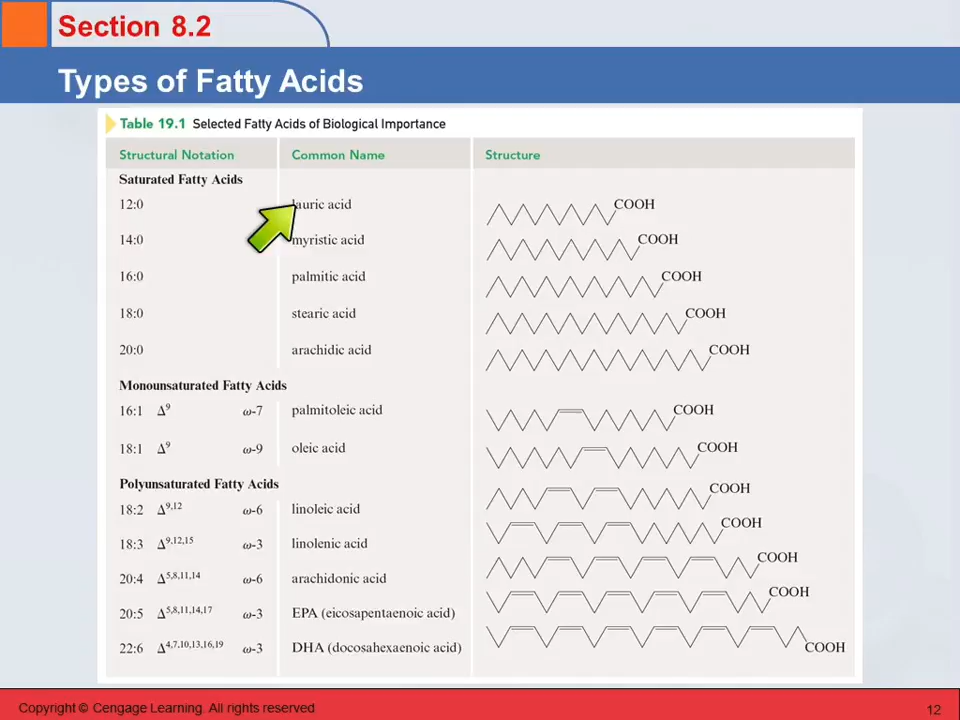 Section 8.2
Types of Fatty Acids
Table 19.1 Selected Fatty Acids of Biological Importance
Structural Notation Common Name Structure
Saturated Fatty Acids
12:0 lauric acid COOH
14:0 myristic acid COOH
16:0 palmitic acid COOH
18:0 stearic acid COOH
20:0 arachidic acid COOH
Monounsaturated Fatty Acids
16:1 Δ⁹ ω-7 palmitoleic acid COOH
18:1 Δ⁹ ω-9 oleic acid COOH
Polyunsaturated Fatty Acids
18:2 Δ⁹,¹² ω-6 linoleic acid COOH
18:3 Δ⁹,¹²,¹⁵ ω-3 linolenic acid COOH
20:4 Δ⁵,⁸,¹¹,¹⁴ ω-6 arachidonic acid COOH
20:5 Δ⁵,⁸,¹¹,¹⁴,¹⁷ ω-3 EPA (eicosapentaenoic acid) COOH
22:6 Δ⁴,⁷,¹⁰,¹³,¹⁶,¹⁹ ω-3 DHA (docosahexaenoic acid) COOH
Copyright © Cengage Learning. All rights reserved 12